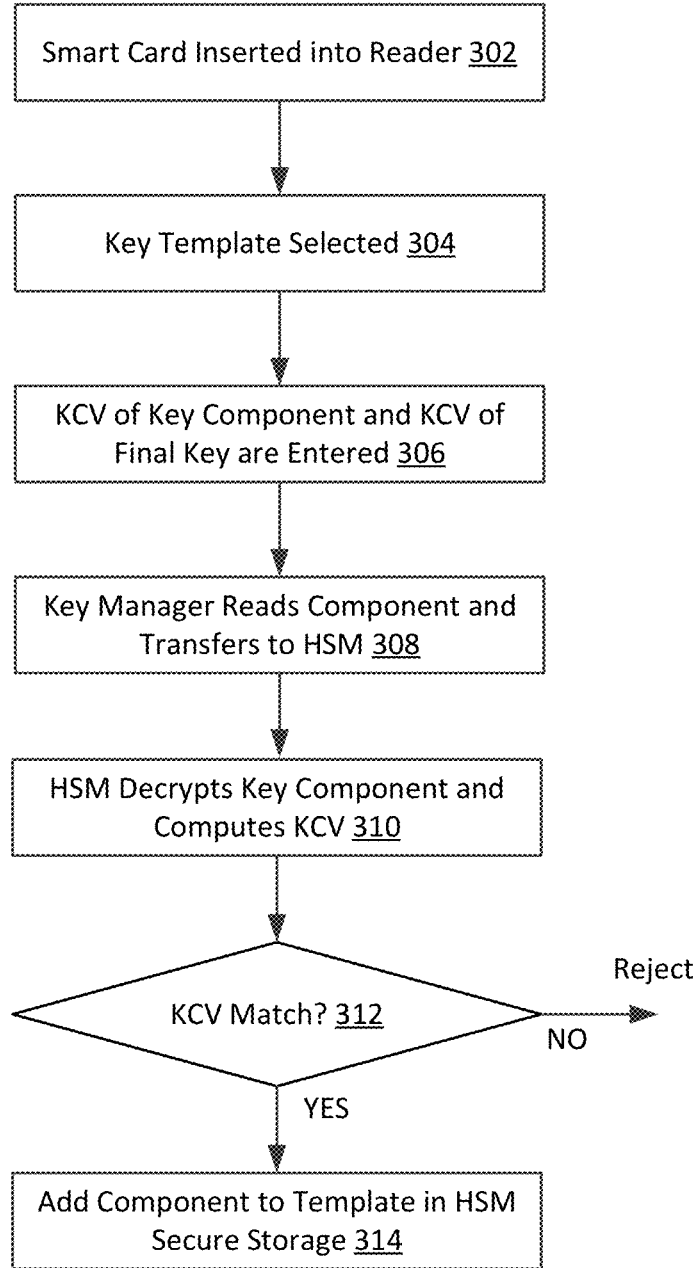 Smart Card Inserted into Reader 302
Key Template Selected 304
KCV of Key Component and KCV of
Final Key are Entered 306
Key Manager Reads Component and
Transfers to HSM 308
HSM Decrypts Key Component and
Computes KCV 310
KCV Match? 312
Reject
NO
YES
Add Component to Template in HSM
Secure Storage 314